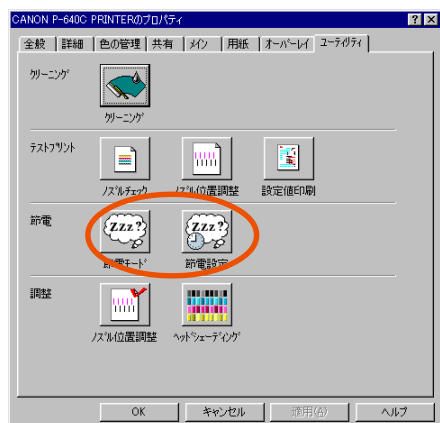 CANON P-640C PRINTERのプロパティ
全般 詳細 色の管理 共有 メイン 用紙 オーバーレイ ユーティリティ
クリーニング
クリーニング
テストプリント
ノズルチェック ノズル位置調整 設定値印刷
節電
Zzz? Zzz?
節電モード 節電設定
調整
ノズル位置調整 ヘッドシェーディング
OK キャンセル 適用(A) ヘルプ